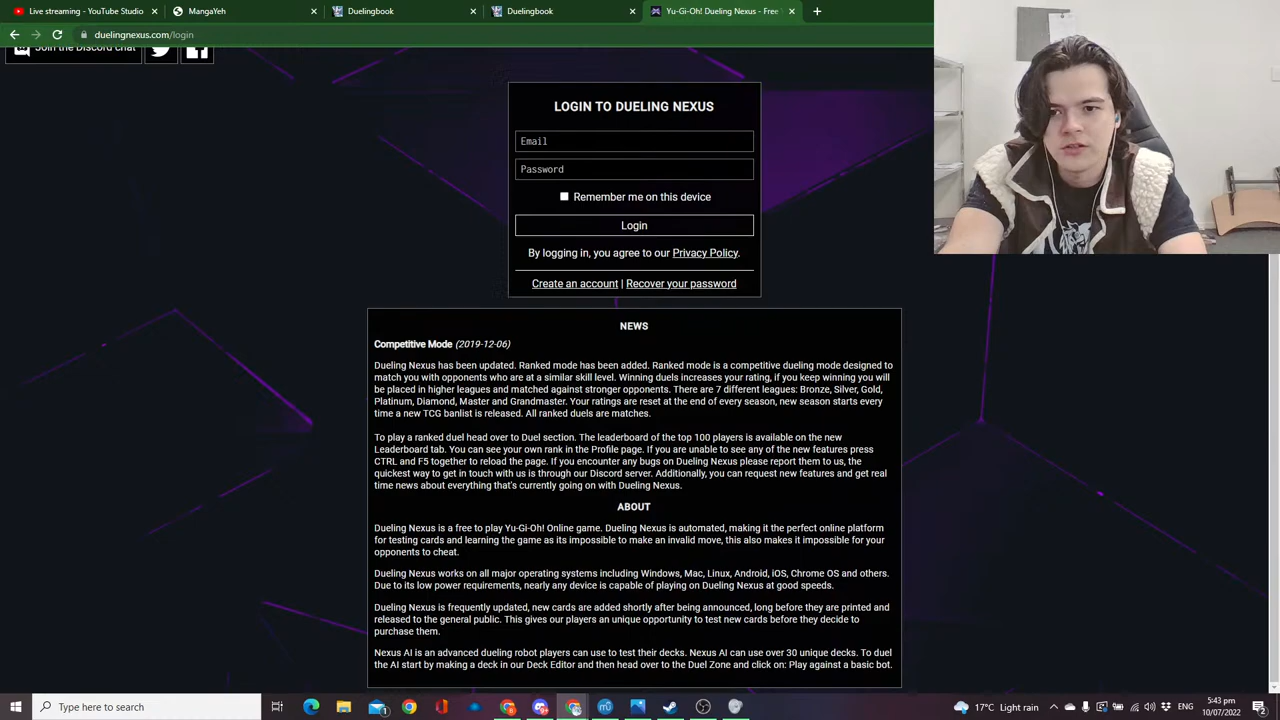 Live streaming - YouTube Studio
MangaYeh
Duelingbook
Duelingbook
Yu-Gi-Oh! Dueling Nexus - Free
duelingnexus.com/login
Join the Discord chat
LOGIN TO DUELING NEXUS
Email
Password
Remember me on this device
Login
By logging in, you agree to our Privacy Policy.
Create an account | Recover your password
NEWS
Competitive Mode (2019-12-06)
Dueling Nexus has been updated. Ranked mode has been added. Ranked mode is a competitive dueling mode designed to
match you with opponents who are at a similar skill level. Winning duels increases your rating, if you keep winning you will
be placed in higher leagues and matched against stronger opponents. There are 7 different leagues: Bronze, Silver, Gold,
Platinum, Diamond, Master and Grandmaster. Your ratings are reset at the end of every season, new season starts every
time a new TCG banlist is released. All ranked duels are matches.
To play a ranked duel head over to Duel section. The leaderboard of the top 100 players is available on the new
Leaderboard tab. You can see your own rank in the Profile page. If you are unable to see any of the new features press
CTRL and F5 together to reload the page. If you encounter any bugs on Dueling Nexus please report them to us, the
quickest way to get in touch with us is through our Discord server. Additionally, you can request new features and get real
time news about everything that's currently going on with Dueling Nexus.
ABOUT
Dueling Nexus is a free to play Yu-Gi-Oh! Online game. Dueling Nexus is automated, making it the perfect online platform
for testing cards and learning the game as its impossible to make an invalid move, this also makes it impossible for your
opponents to cheat.
Dueling Nexus works on all major operating systems including Windows, Mac, Linux, Android, iOS, Chrome OS and others.
Due to its low power requirements, nearly any device is capable of playing on Dueling Nexus at good speeds.
Dueling Nexus is frequently updated, new cards are added shortly after being announced, long before they are printed and
released to the general public. This gives our players an unique opportunity to test new cards before they decide to
purchase them.
Nexus AI is an advanced dueling robot players can use to test their decks. Nexus AI can use over 30 unique decks. To duel
the AI start by making a deck in our Deck Editor and then head over to the Duel Zone and click on: Play against a basic bot.
Type here to search
17°C Light rain
ENG
5:43 pm
10/07/2022